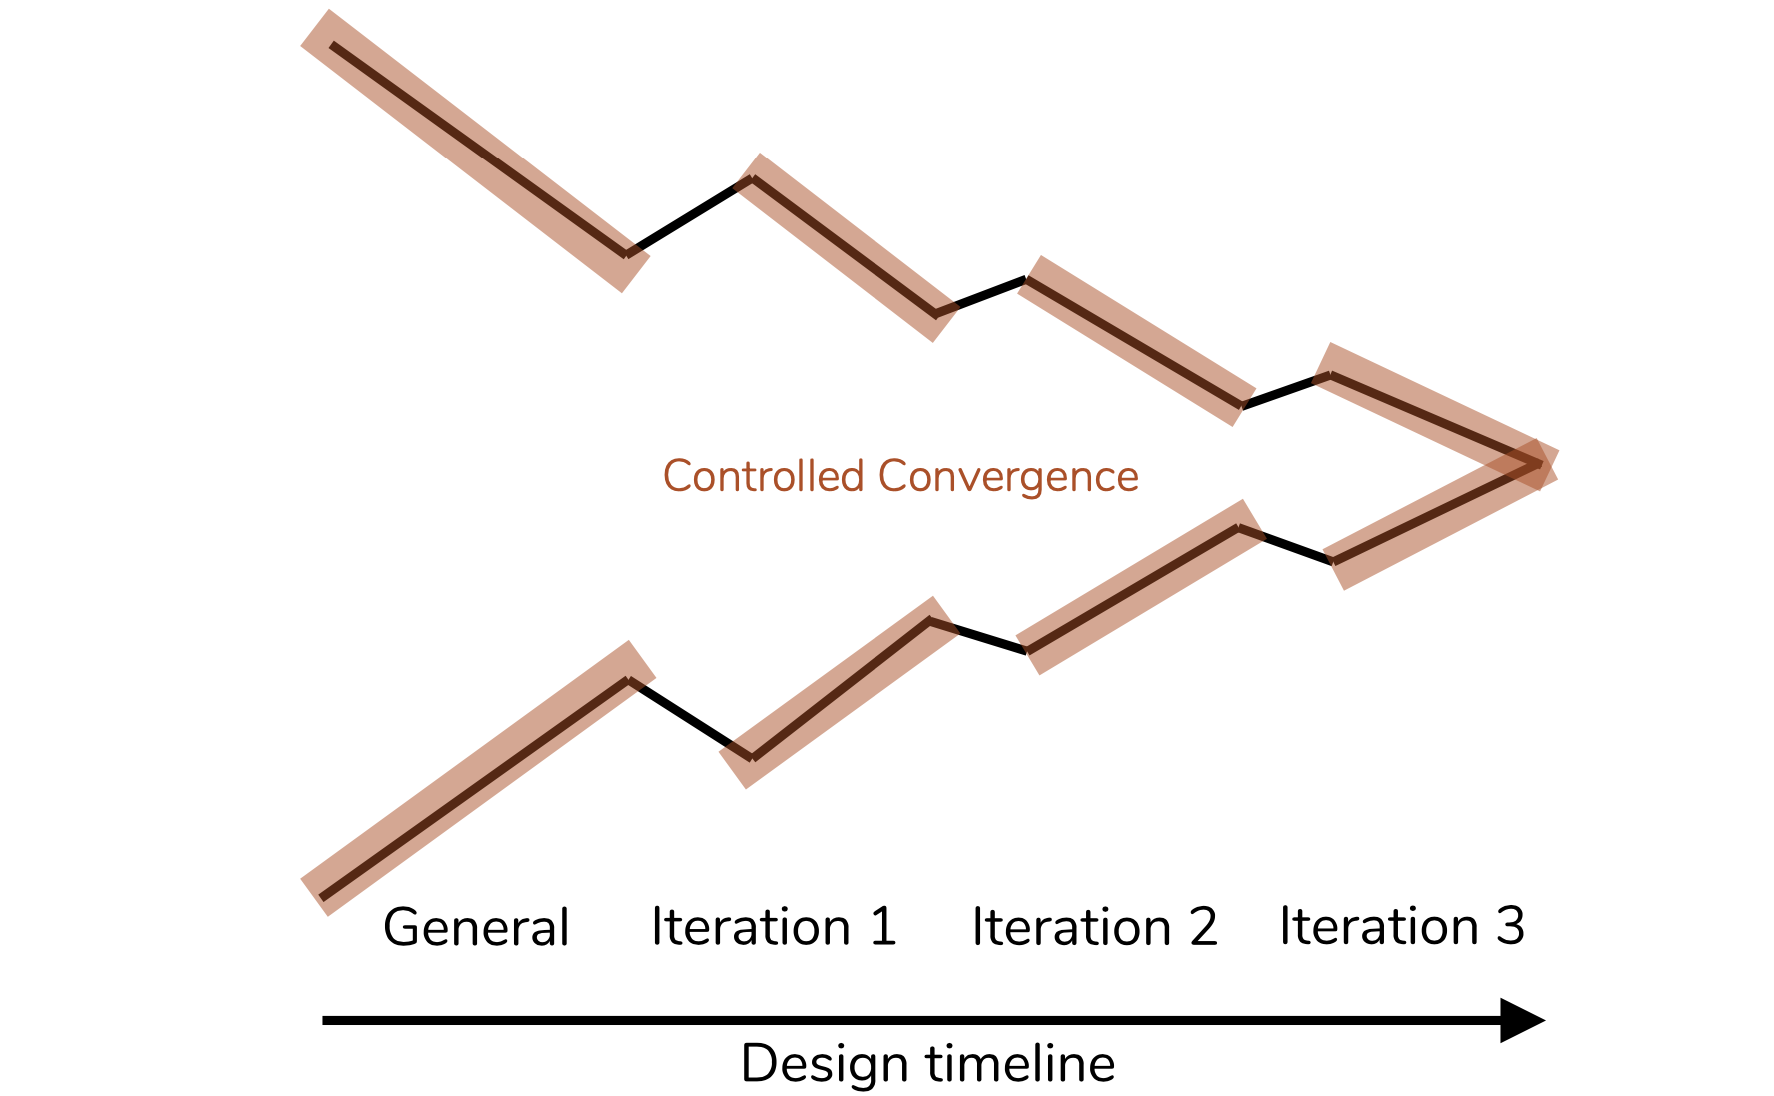 Controlled Convergence
General
Iteration 1
Iteration 2
Iteration 3
Design timeline